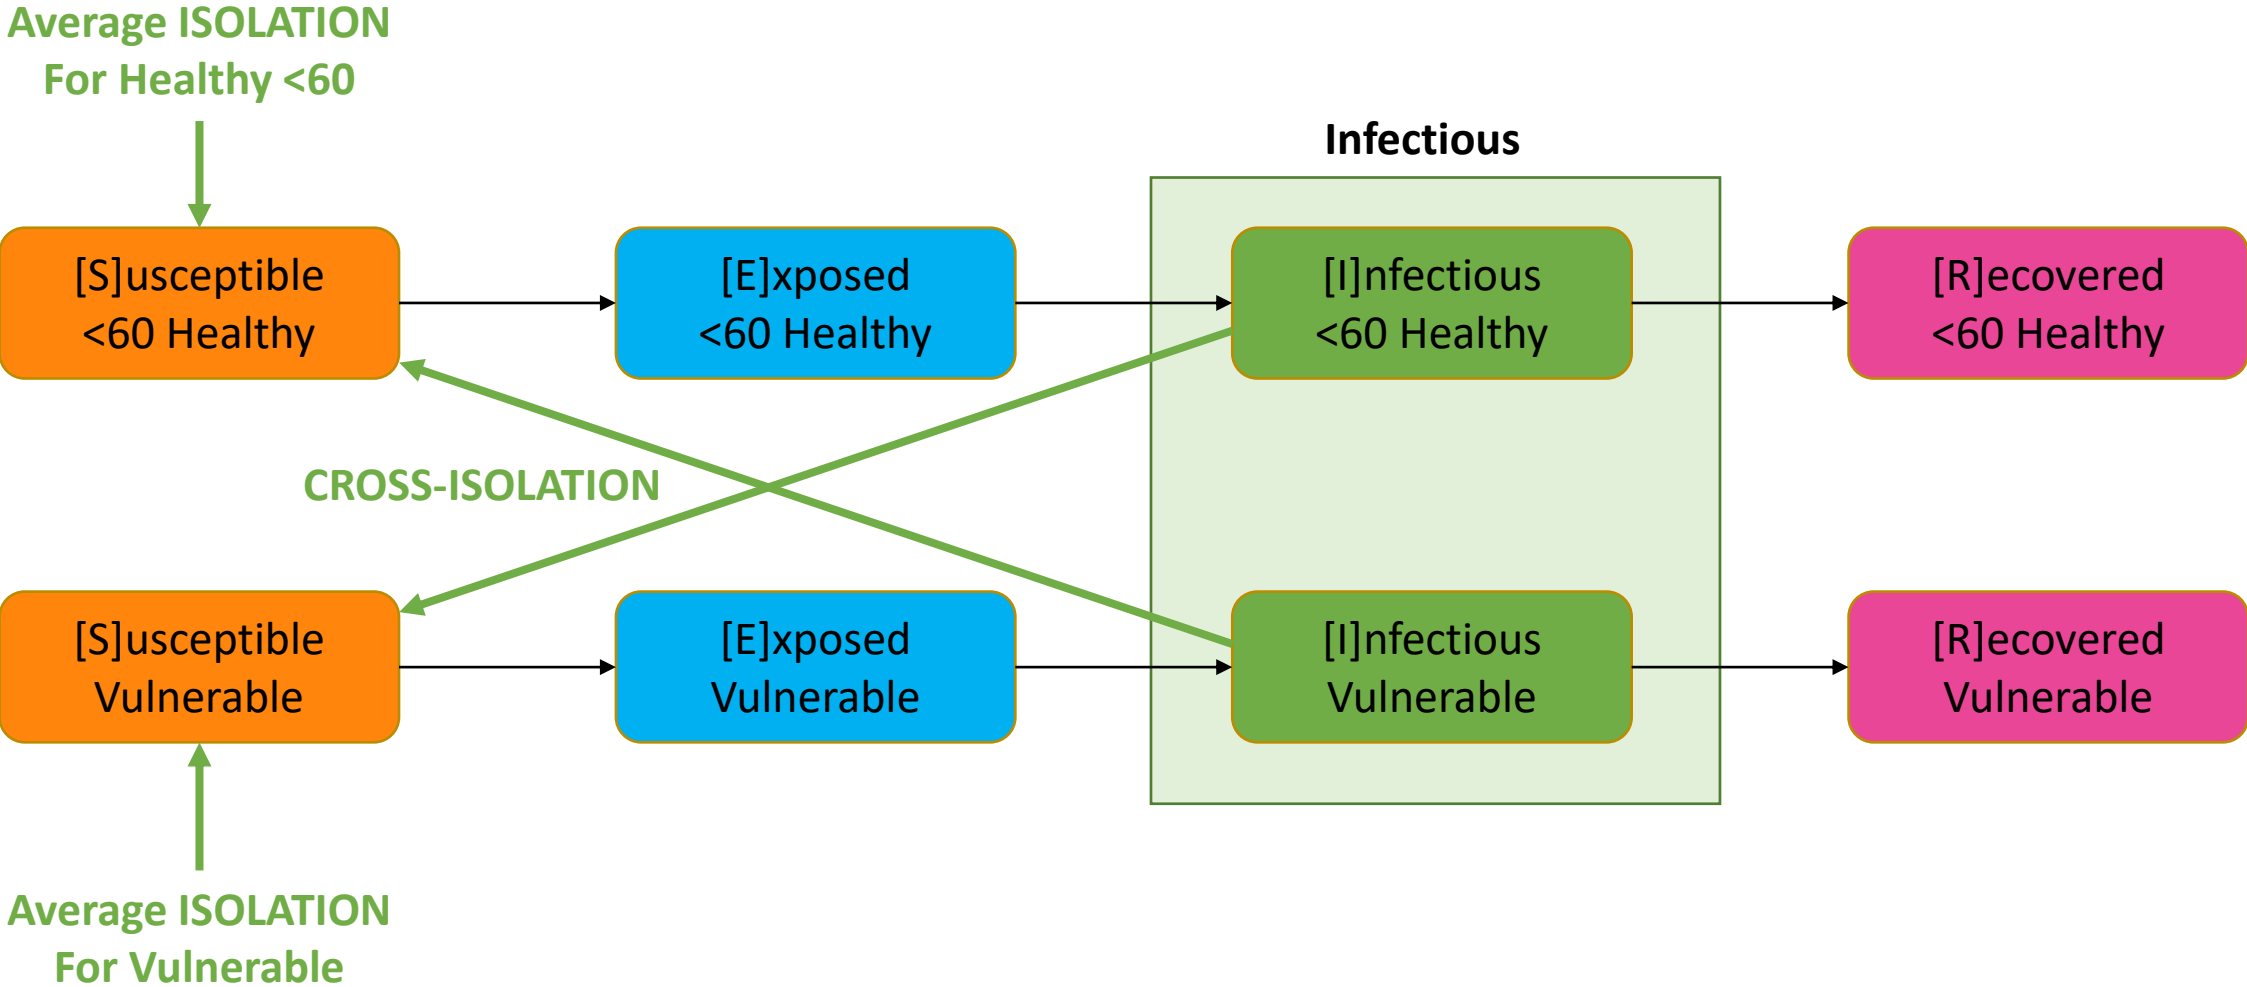 Average ISOLATION
For Healthy <60
Infectious
[S]usceptible
<60 Healthy
[E]xposed
<60 Healthy
[I]nfectious
<60 Healthy
[R]ecovered
<60 Healthy
CROSS-ISOLATION
[S]usceptible
Vulnerable
[E]xposed
Vulnerable
[I]nfectious
Vulnerable
[R]ecovered
Vulnerable
Average ISOLATION
For Vulnerable